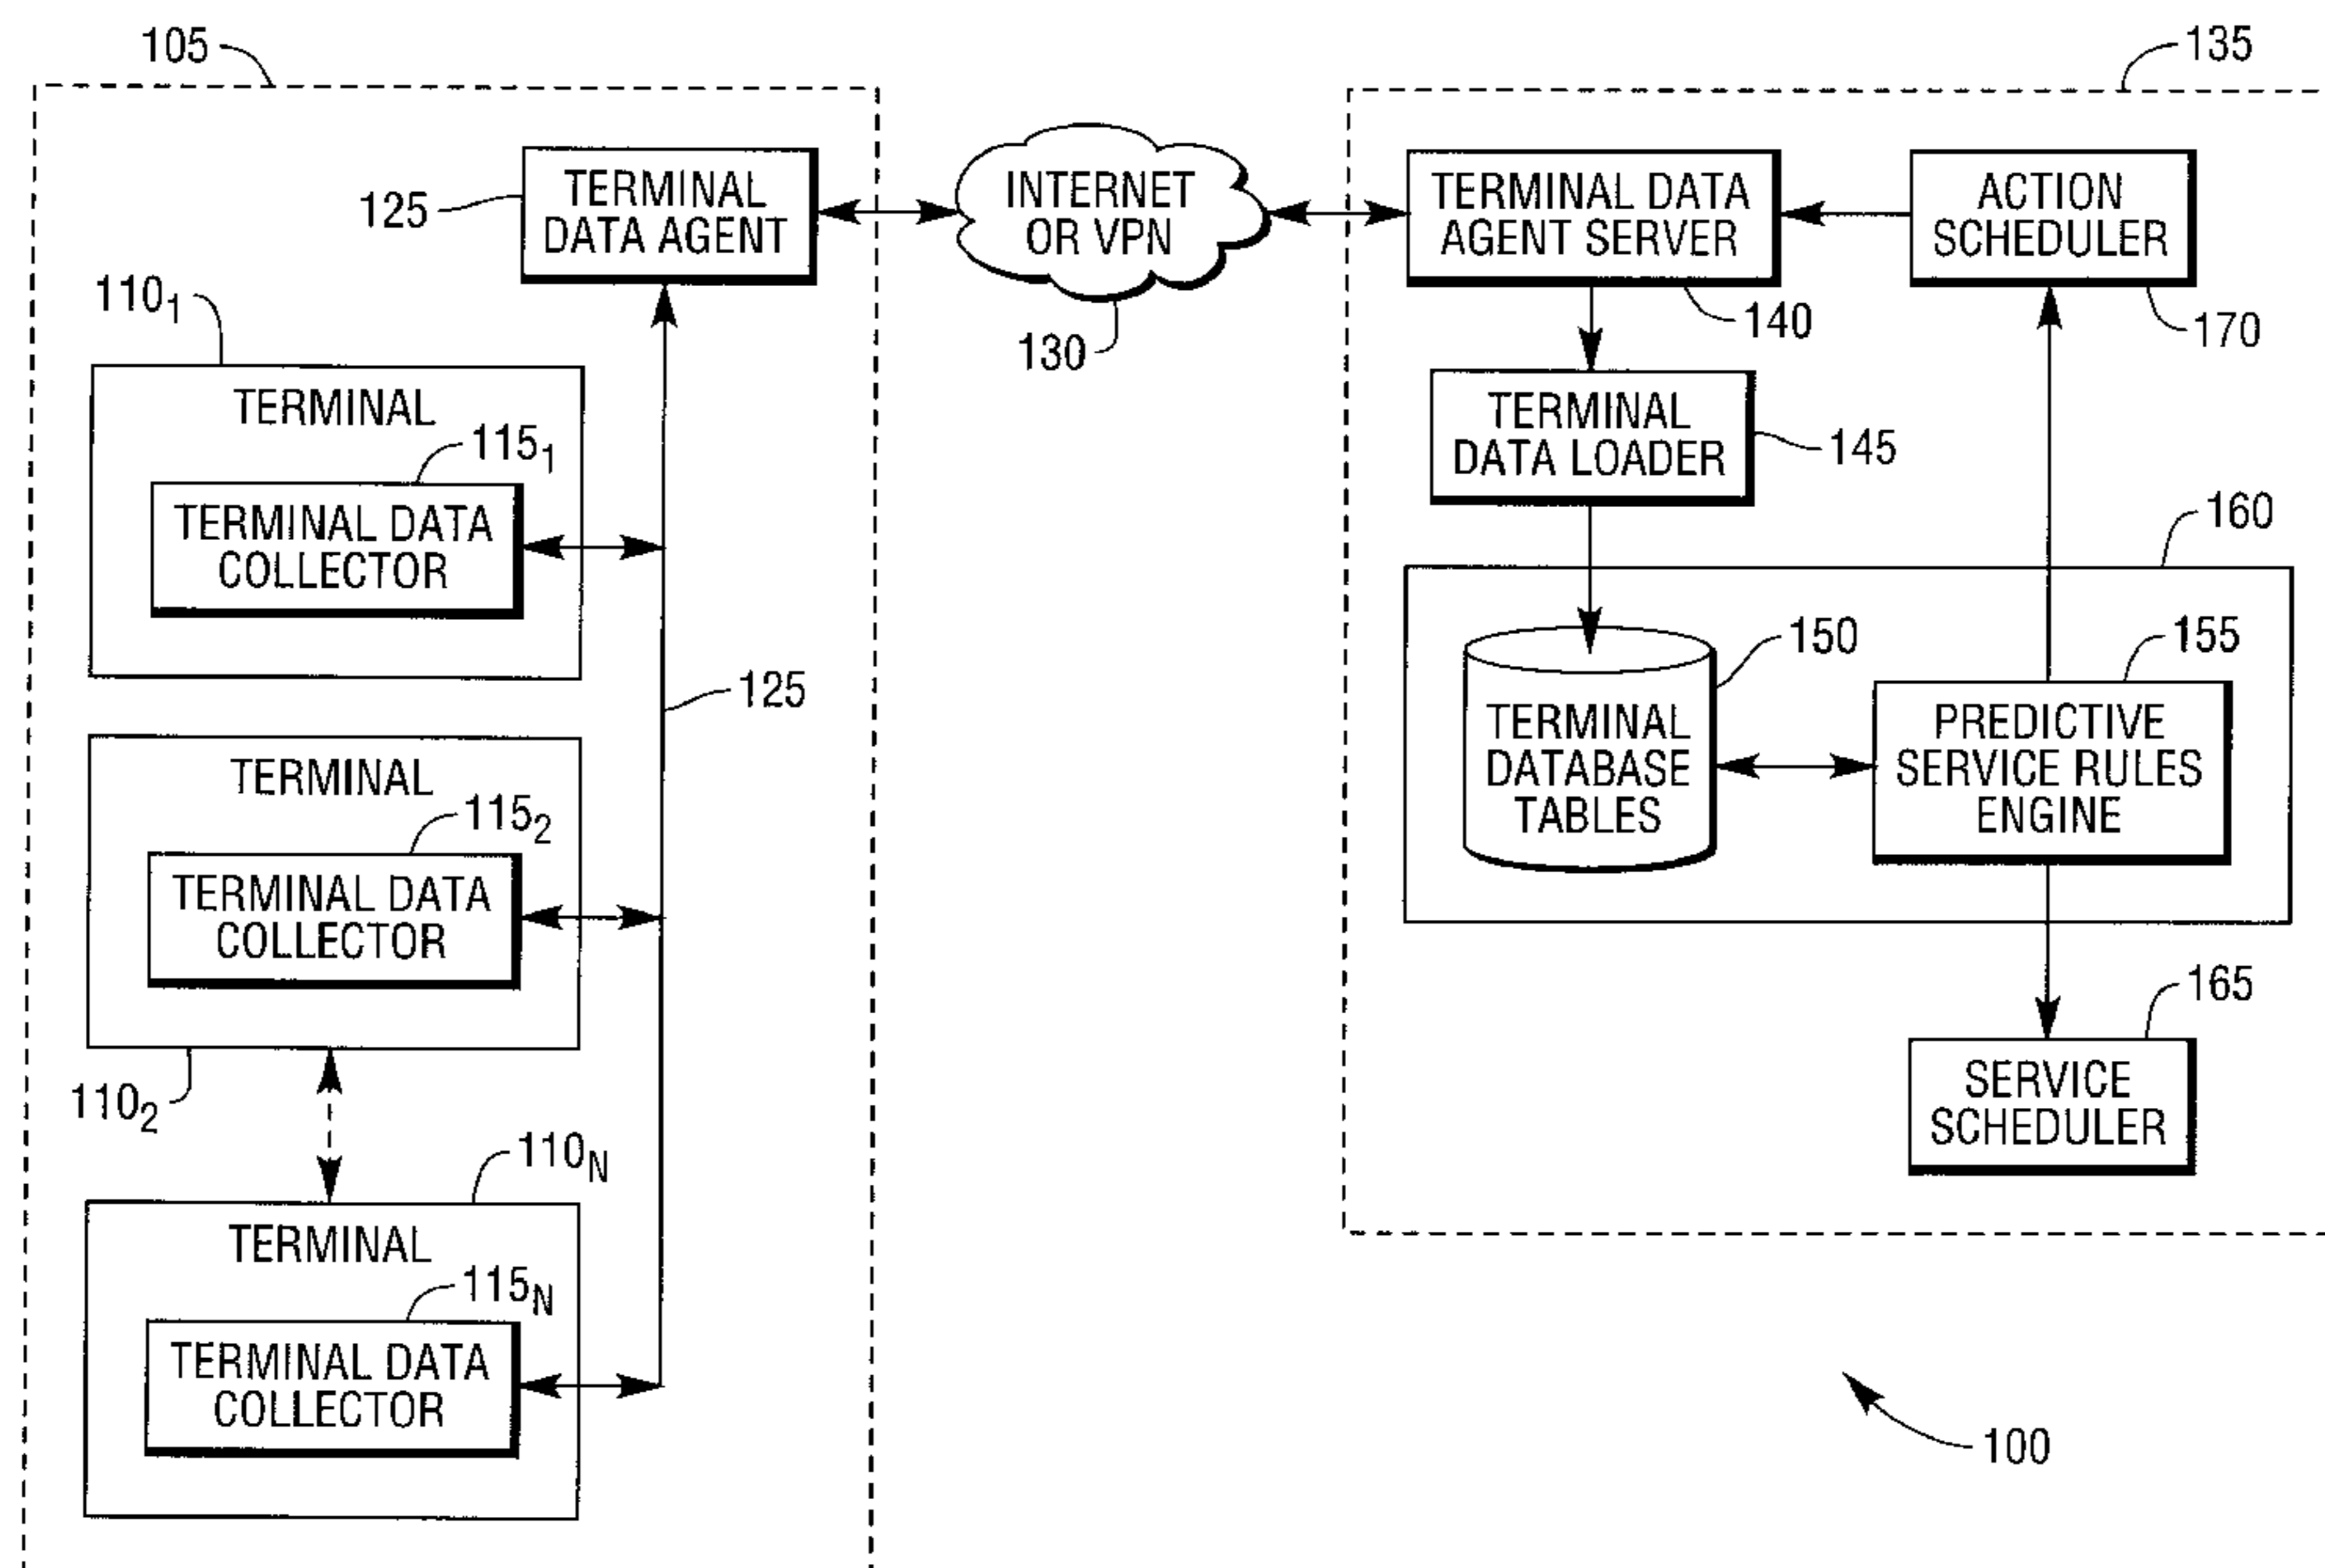 105
135
TERMINAL
DATA AGENT
125
INTERNET
OR VPN
130
TERMINAL DATA
AGENT SERVER
140
ACTION
SCHEDULER
170
110₁
TERMINAL
115₁
TERMINAL DATA
COLLECTOR
TERMINAL
DATA LOADER
145
160
125
150
TERMINAL
DATABASE
TABLES
155
PREDICTIVE
SERVICE RULES
ENGINE
TERMINAL
115₂
TERMINAL DATA
COLLECTOR
110₂
165
SERVICE
SCHEDULER
110N
TERMINAL
115N
TERMINAL DATA
COLLECTOR
100